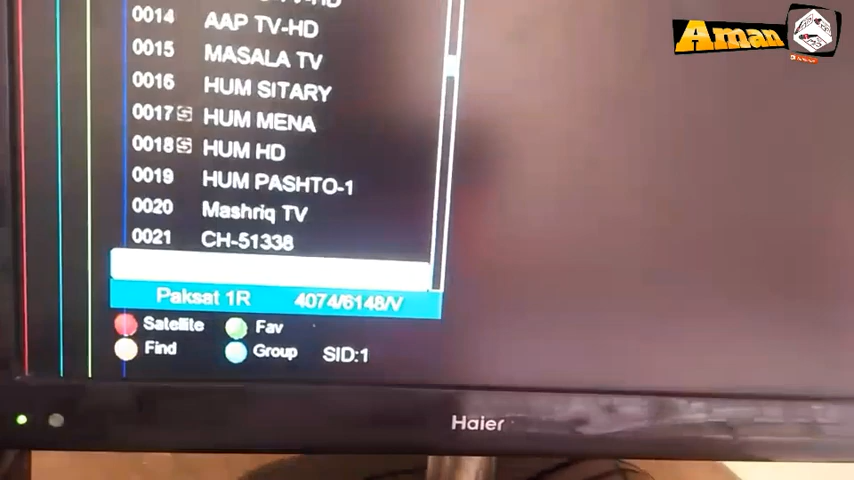 0014 AAP TV-HD
0015 MASALA TV
0016 HUM SITARY
0017 S HUM MENA
0018 S HUM HD
0019 HUM PASHTO-1
0020 Mashriq TV
0021 CH-51338
Paksat 1R 4074/6148/V
Satellite Fav
Find Group SID:1
Haier
Aman